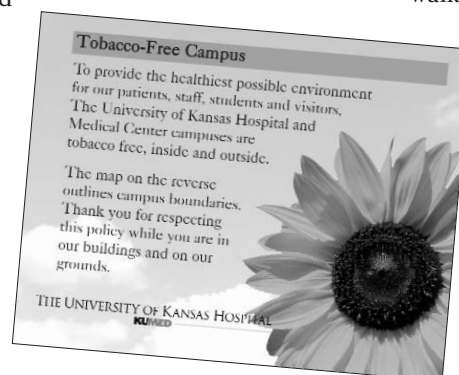 d
walk
Tobacco-Free Campus
To provide the healthiest possible environment
for our patients, staff, students and visitors,
The University of Kansas Hospital and
Medical Center campuses are
tobacco free, inside and outside.
The map on the reverse
outlines campus boundaries.
Thank you for respecting
this policy while you are in
our buildings and on our
grounds.
THE UNIVERSITY OF KANSAS HOSPITAL
KUMED